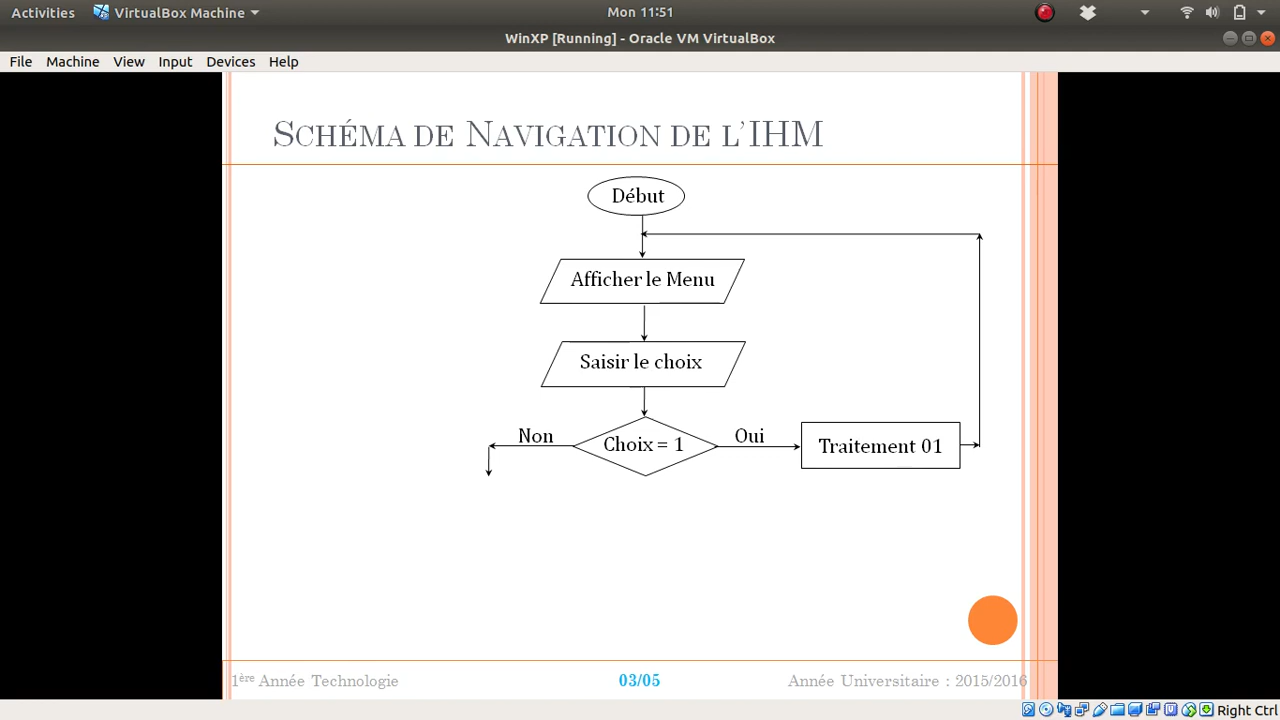 Activities VirtualBox Machine Mon 11:51
WinXP [Running] - Oracle VM VirtualBox
File Machine View Input Devices Help
Schéma de Navigation de l'IHM
Début
Afficher le Menu
Saisir le choix
Non Choix = 1 Oui Traitement 01
1ère Année Technologie 03/05 Année Universitaire : 2015/2016
Right Ctrl